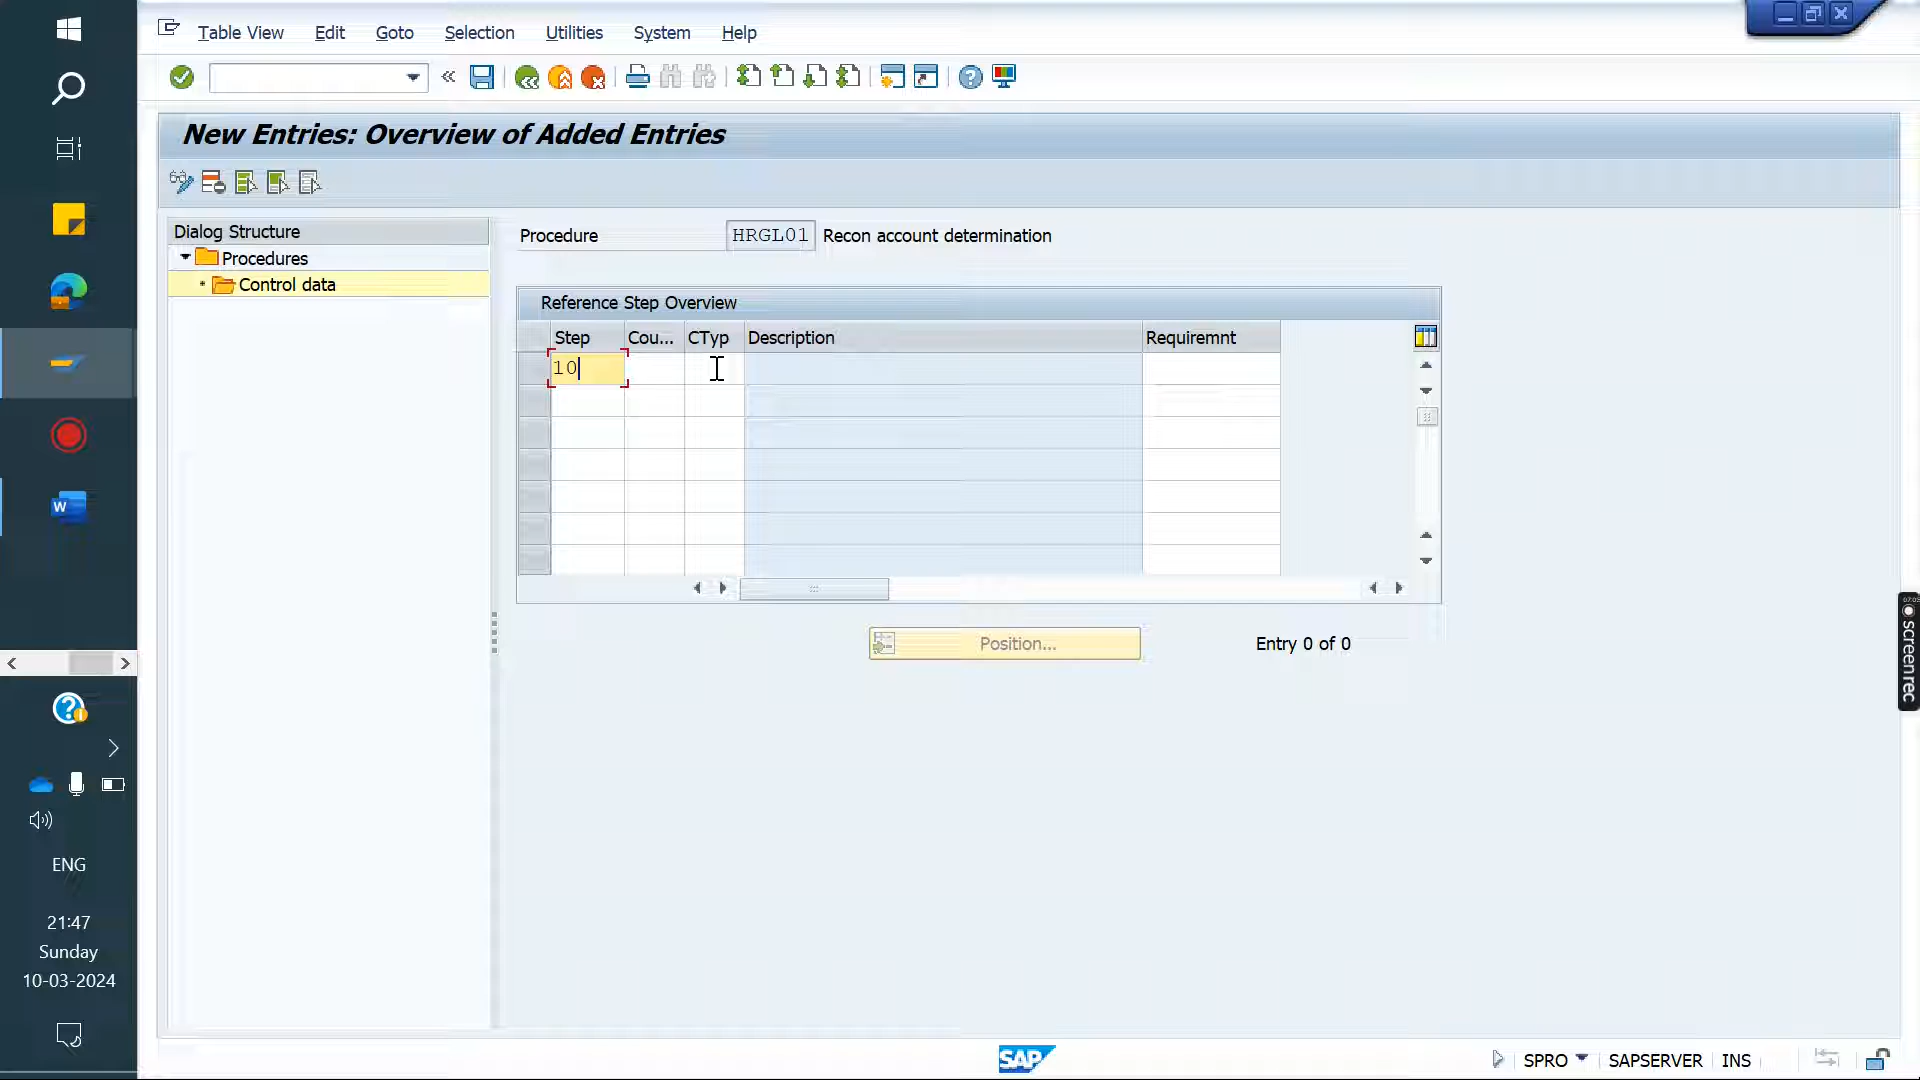 Table View Edit Goto Selection Utilities System Help
New Entries: Overview of Added Entries
Dialog Structure
Procedures
Control data
Procedure HRGL01 Recon account determination
Reference Step Overview
Step Cou... CTyp Description Requiremnt
10
Position... Entry 0 of 0
W
ENG
21:47
Sunday
10-03-2024
screenrec
SAP
SPRO SAPSERVER INS